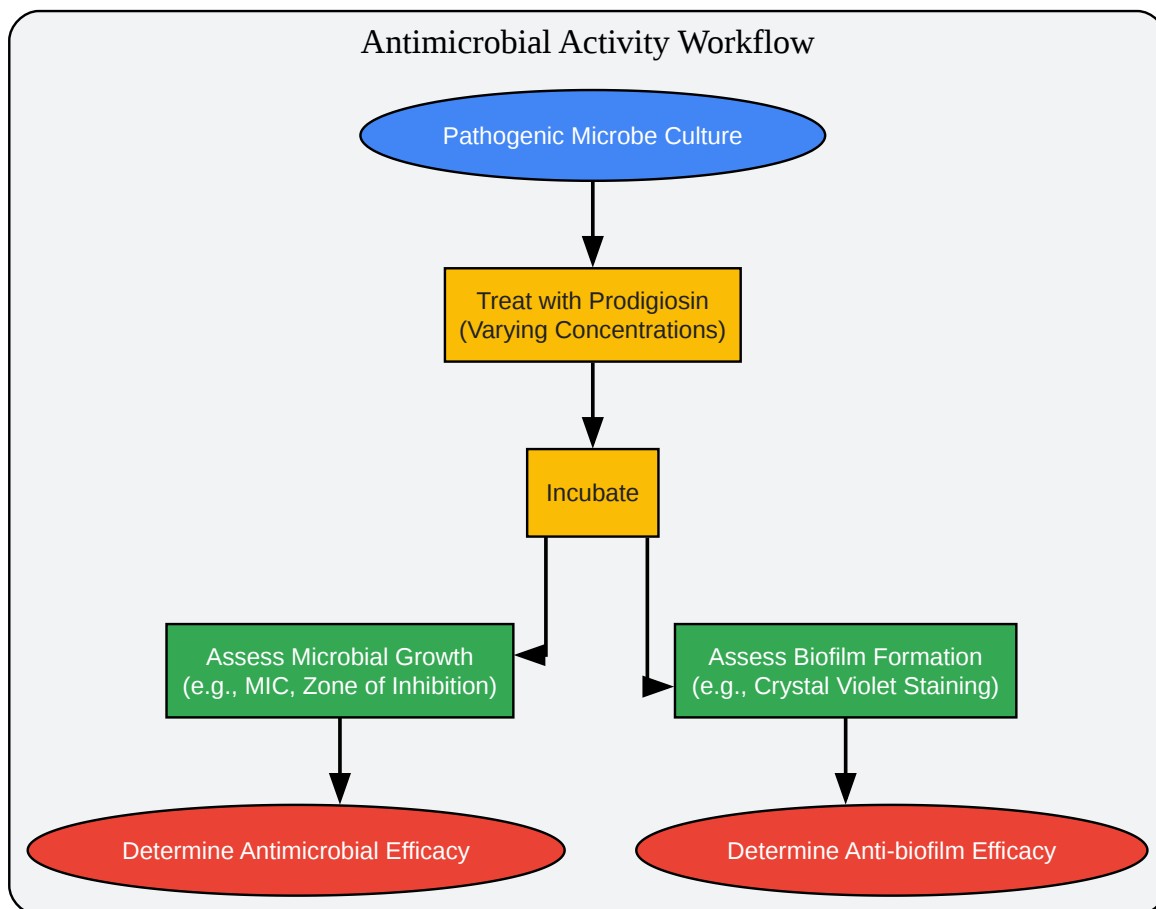 Antimicrobial Activity Workflow
Pathogenic Microbe Culture
Treat with Prodigiosin
(Varying Concentrations)
Incubate
Assess Microbial Growth
(e.g., MIC, Zone of Inhibition)
Assess Biofilm Formation
(e.g., Crystal Violet Staining)
Determine Antimicrobial Efficacy
Determine Anti-biofilm Efficacy